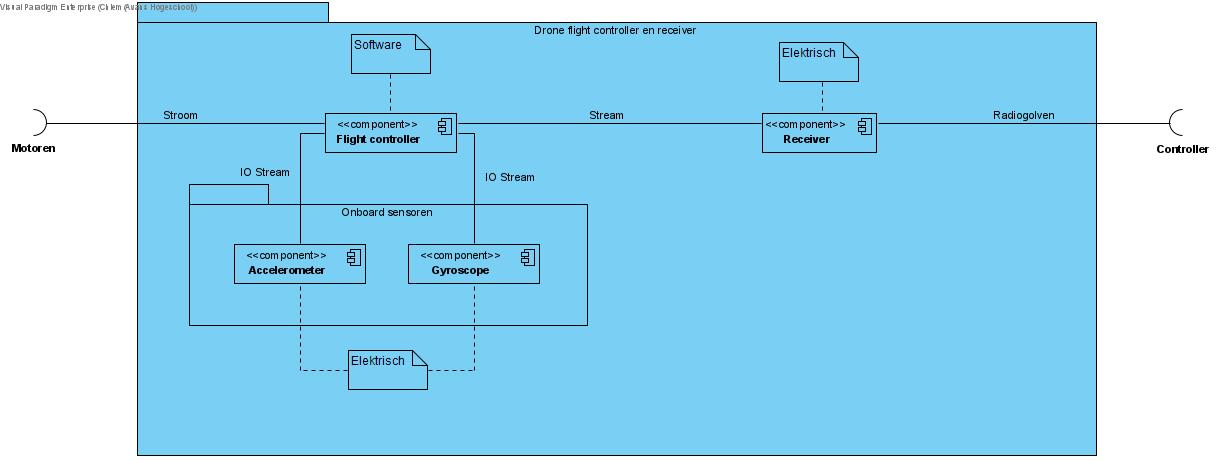 Visual Paradigm Enterprise (Chiem (Avans Hogeschool))
Drone flight controller en receiver
Software
Elektrisch
Stroom
Stream
Radiogolven
<<component>>
Flight controller
<<component>>
Receiver
Motoren
Controller
IO Stream
IO Stream
Onboard sensoren
<<component>>
Accelerometer
<<component>>
Gyroscope
Elektrisch